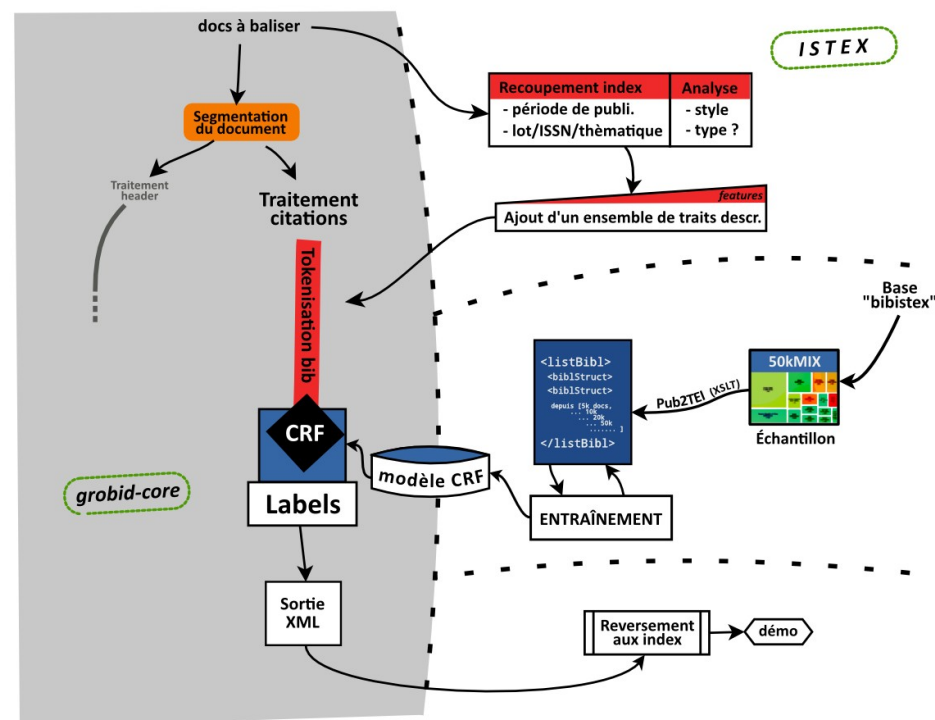 docs à baliser
I S T E X
Recoupement index
- période de publi.
- lot/ISSN/thèmatique
Analyse
- style
- type ?
Segmentation
du document
Traitement
header
Traitement
citations
features
Ajout d'un ensemble de traits descr.
Tokenisation bib
Base
"bibistex"
<listBibl>
<biblStruct>
<biblStruct>
depuis [5k docs,
... 10k
... 20k
... 50k
....... ]
</listBibl>
Pub2TEI (XSLT)
50kMIX
Échantillon
CRF
modèle CRF
Labels
ENTRAÎNEMENT
grobid-core
Sortie
XML
Reversement
aux index
démo